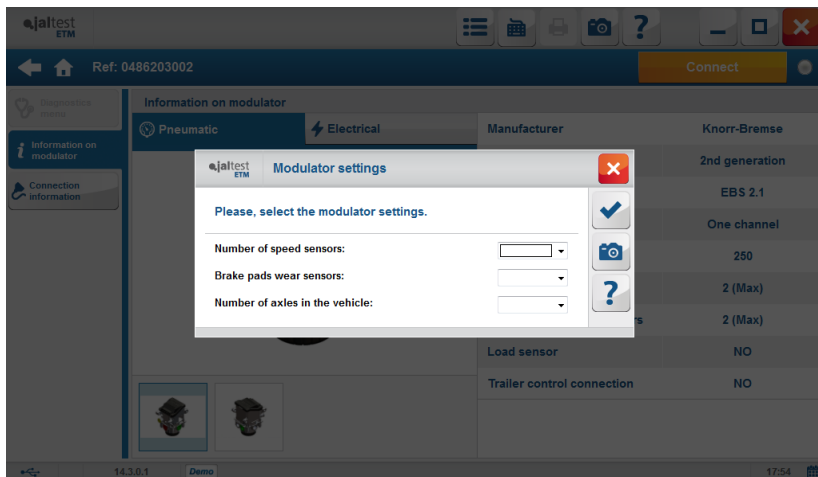 jaltest
ETM
Ref: 0486203002
Connect
Diagnostics
menu
Information on
modulator
Connection
information
Information on modulator
Pneumatic
Electrical
Manufacturer
Knorr-Bremse
2nd generation
EBS 2.1
One channel
250
2 (Max)
2 (Max)
Load sensor
NO
Trailer control connection
NO
jaltest
ETM
Modulator settings
Please, select the modulator settings.
Number of speed sensors:
Brake pads wear sensors:
Number of axles in the vehicle:
14.3.0.1
Demo
17:54